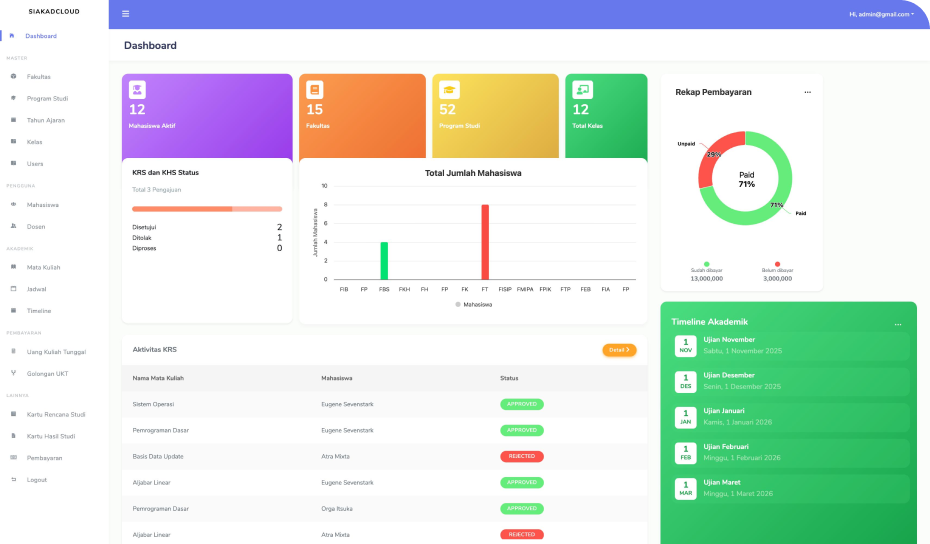 SIAKADCLOUD
Hi, admin@gmail.com
Dashboard
MASTER
Fakultas
Program Studi
Tahun Ajaran
Kelas
Users
PENGGUNA
Mahasiswa
Dosen
AKADEMIK
Mata Kuliah
Jadwal
Timeline
PEMBAYARAN
Uang Kuliah Tunggal
Golongan UKT
LAINNYA
Kartu Rencana Studi
Kartu Hasil Studi
Pembayaran
Logout
Dashboard
12
Mahasiswa Aktif
15
Fakultas
52
Program Studi
12
Total Kelas
KRS dan KHS Status
Total 3 Pengajuan
Disetujui 2
Ditolak 1
Diproses 0
Total Jumlah Mahasiswa
Jumlah Mahasiswa
10
8
6
4
2
0
FIB FP FBS FKH FH FP FK FT FISIP FMIPA FPIK FTP FEB FIA FP
Mahasiswa
Rekap Pembayaran
...
Unpaid
29%
Paid
71%
71%
Paid
Sudah dibayar
13,000,000
Belum dibayar
3,000,000
Aktivitas KRS
Detail
Nama Mata Kuliah Mahasiswa Status
Sistem Operasi Eugene Sevenstark APPROVED
Pemrograman Dasar Eugene Sevenstark APPROVED
Basis Data Update Atra Mixta REJECTED
Aljabar Linear Eugene Sevenstark APPROVED
Pemrograman Dasar Orga Itsuka APPROVED
Aljabar Linear Atra Mixta REJECTED
Timeline Akademik
...
1
NOV
Ujian November
Sabtu, 1 November 2025
1
DES
Ujian Desember
Senin, 1 Desember 2025
1
JAN
Ujian Januari
Kamis, 1 Januari 2026
1
FEB
Ujian Februari
Minggu, 1 Februari 2026
1
MAR
Ujian Maret
Minggu, 1 Maret 2026